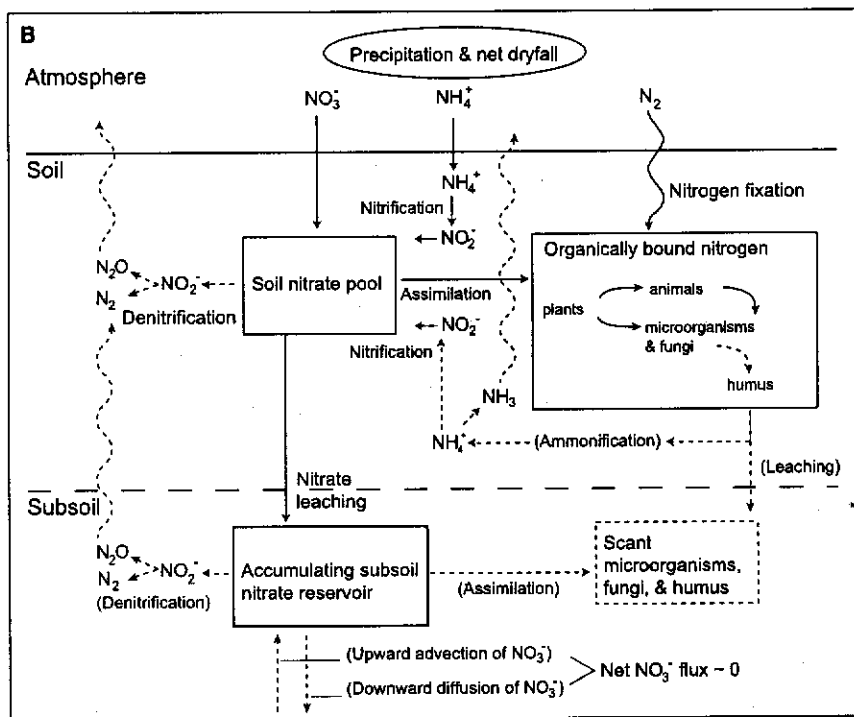 B
Precipitation & net dryfall
Atmosphere
NO₃⁻
NH₄⁺
N₂
Soil
NH₄⁺
Nitrification
Nitrogen fixation
NO₂⁻
Organically bound nitrogen
N₂O
N₂
NO₂⁻
Denitrification
Soil nitrate pool
Assimilation
plants
animals
microorganisms
& fungi
humus
NO₂⁻
Nitrification
NH₃
NH₄⁺
(Ammonification)
(Leaching)
Nitrate
leaching
Subsoil
N₂O
N₂
NO₂⁻
(Denitrification)
Accumulating subsoil
nitrate reservoir
(Assimilation)
Scant
microorganisms,
fungi, & humus
(Upward advection of NO₃⁻)
(Downward diffusion of NO₃⁻)
Net NO₃⁻ flux ~ 0